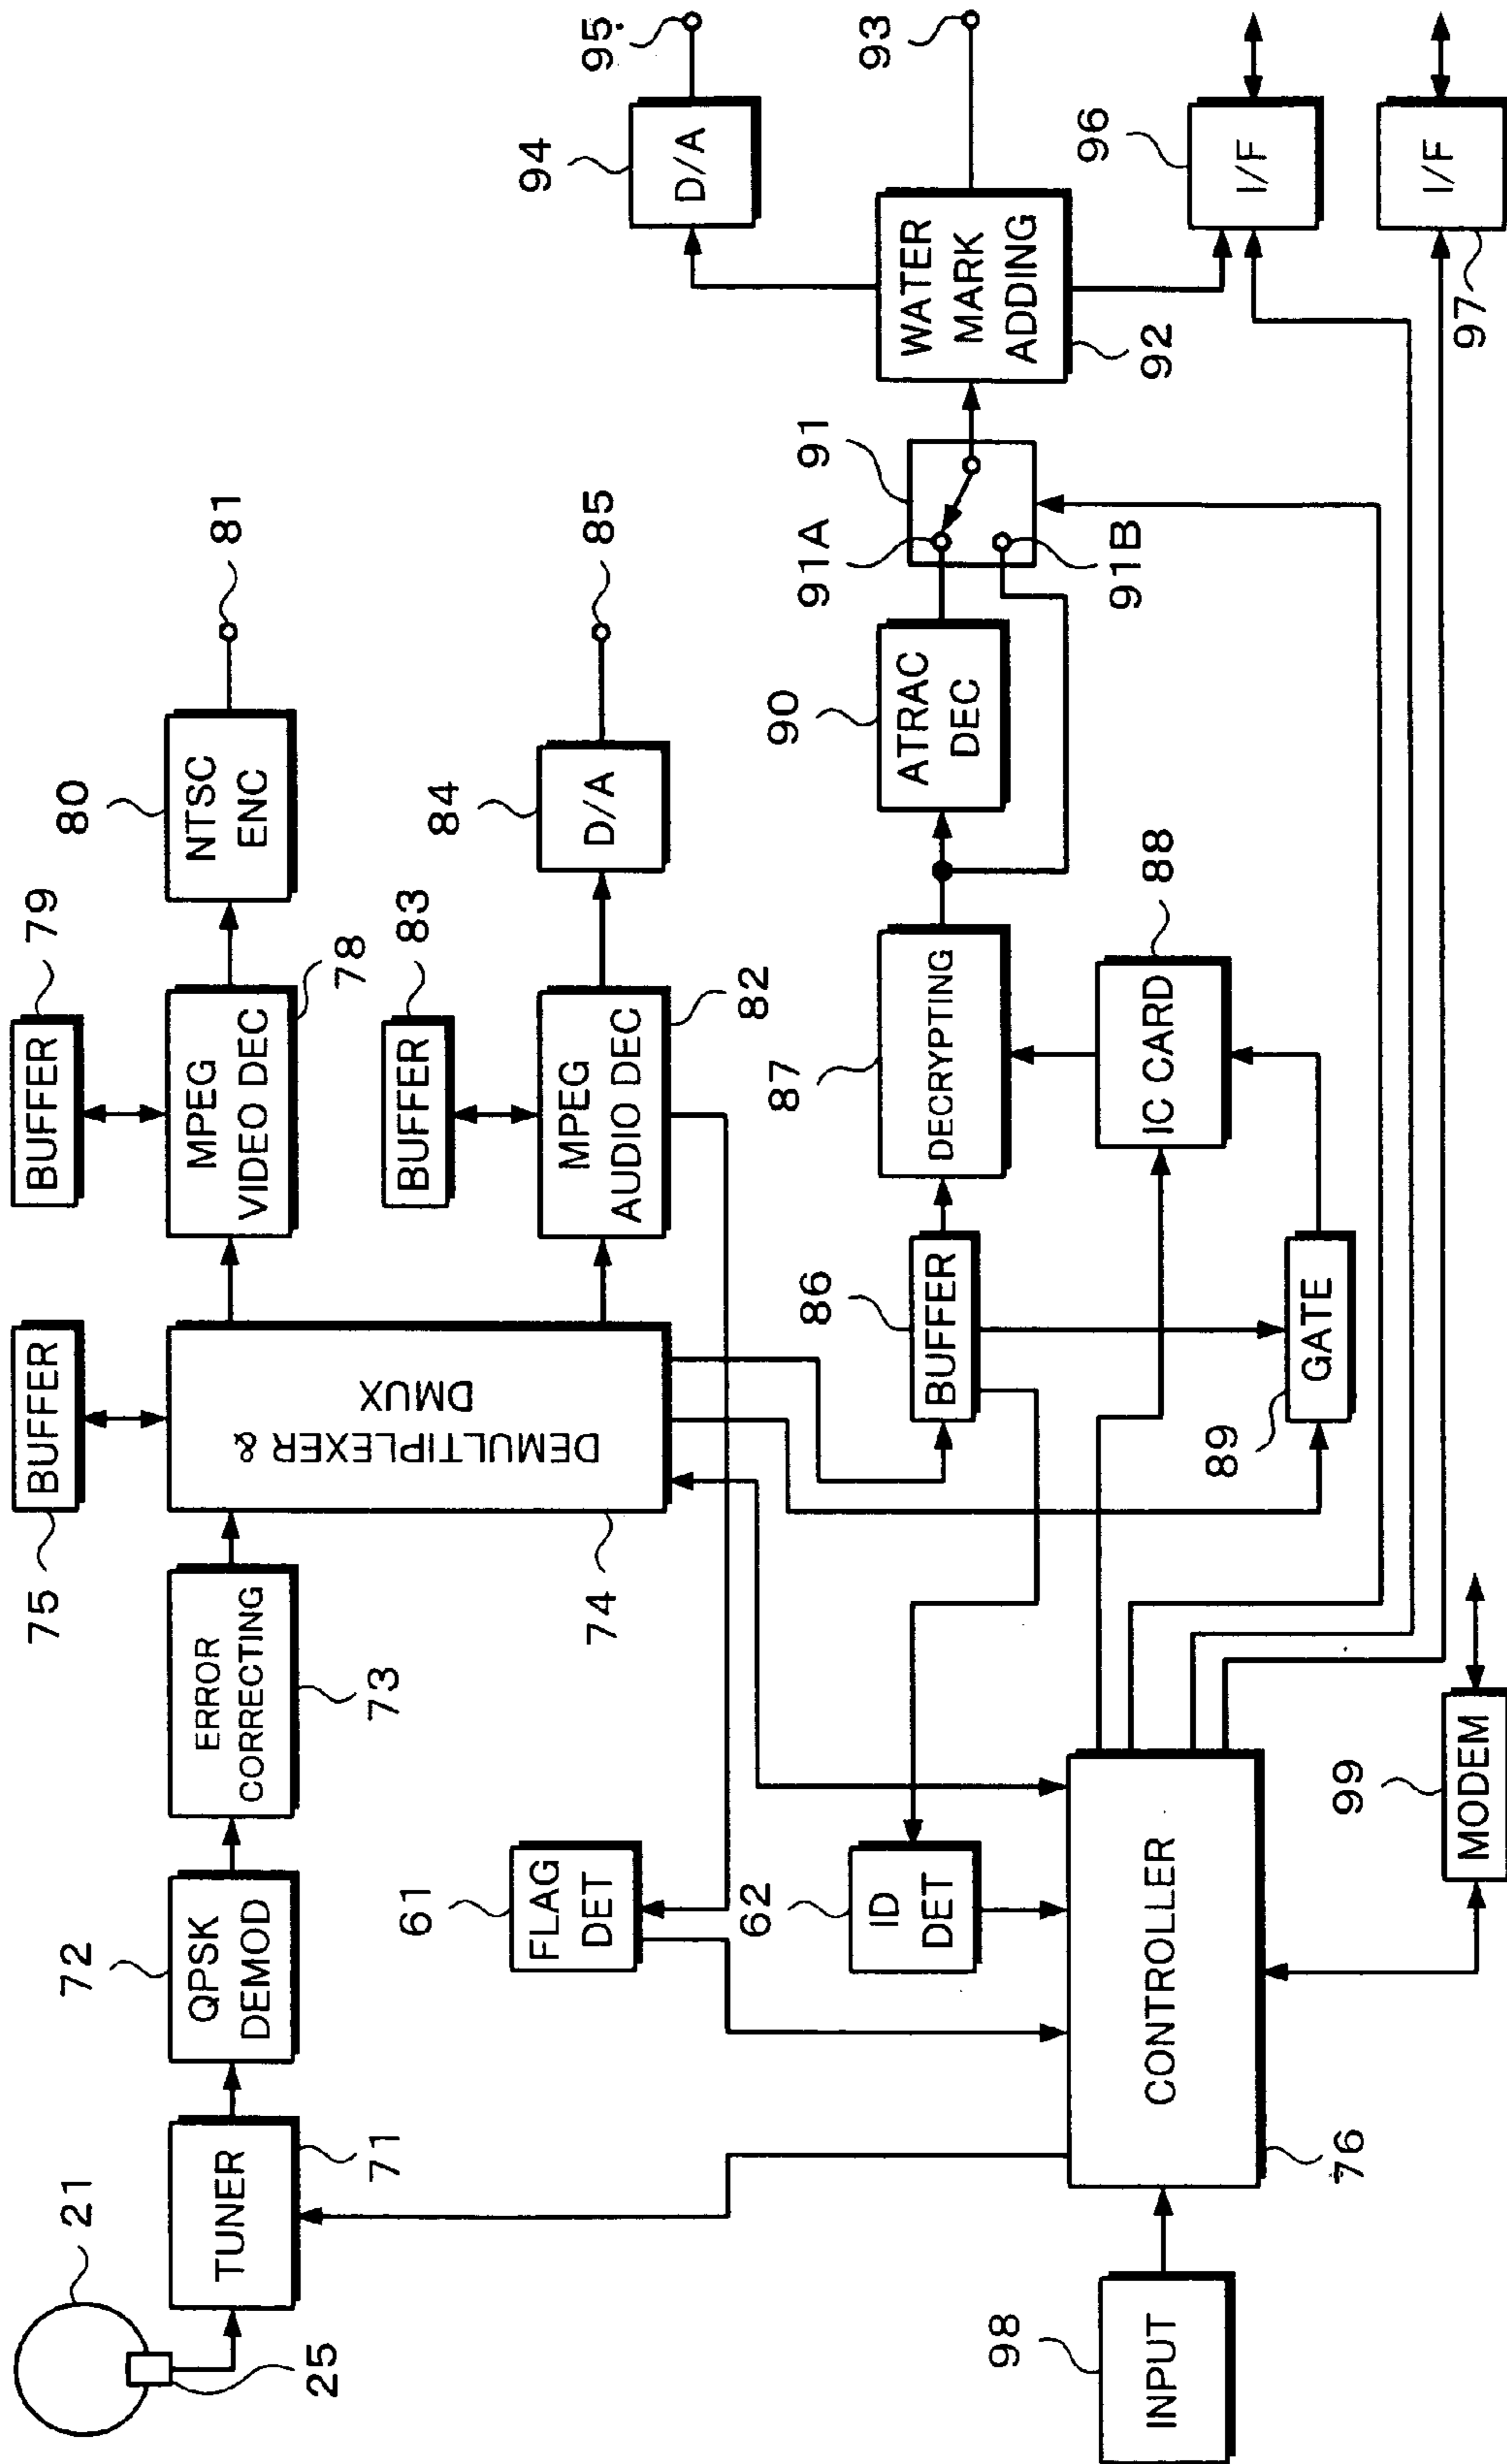 75
BUFFER
79
BUFFER
21
25
TUNER
71
72
QPSK
DEMOD
ERROR
CORRECTING
73
DEMULTIPLEXER &
DMUX
74
MPEG
VIDEO DEC
78
80
NTSC
ENC
81
83
BUFFER
MPEG
AUDIO DEC
82
84
D/A
85
94
D/A
95
61
FLAG
DET
62
ID
DET
86
BUFFER
87
DECRYPTING
90
ATRAC
DEC
91A
91
91B
WATER
MARK
ADDING
92
93
98
INPUT
CONTROLLER
76
IC CARD
88
89
GATE
96
I/F
97
I/F
99
MODEM